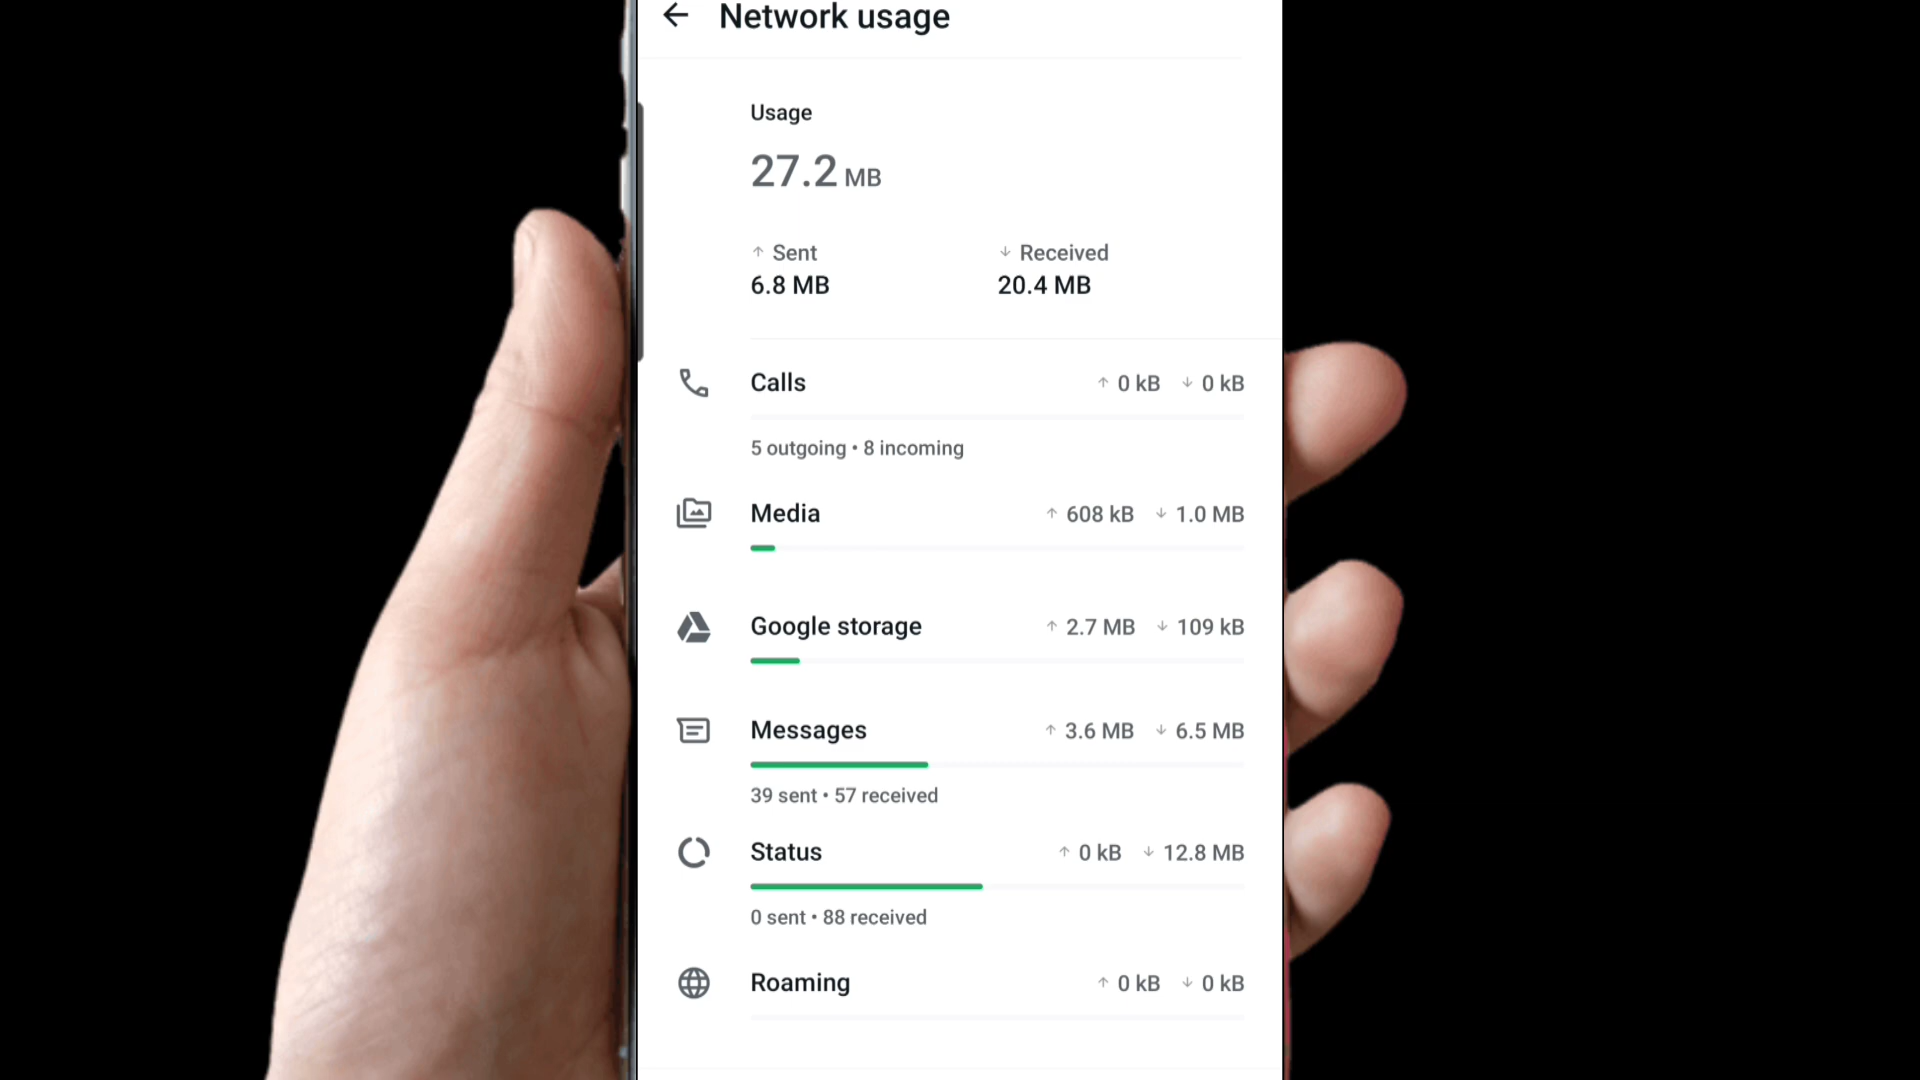 ← Network usage
Usage
27.2 MB
↑ Sent ↓ Received
6.8 MB 20.4 MB
Calls ↑ 0 kB ↓ 0 kB
5 outgoing • 8 incoming
Media ↑ 608 kB ↓ 1.0 MB
Google storage ↑ 2.7 MB ↓ 109 kB
Messages ↑ 3.6 MB ↓ 6.5 MB
39 sent • 57 received
Status ↑ 0 kB ↓ 12.8 MB
0 sent • 88 received
Roaming ↑ 0 kB ↓ 0 kB